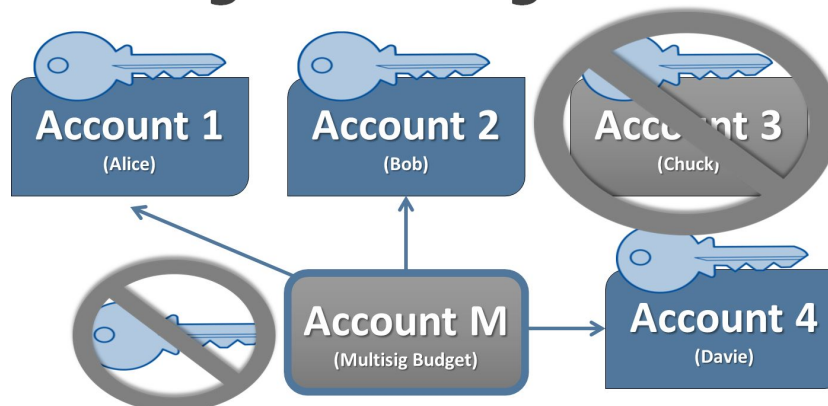 Account 1
(Alice)
Account 2
(Bob)
Account 3
(Chuck)
Account M
(Multisig Budget)
Account 4
(Davie)